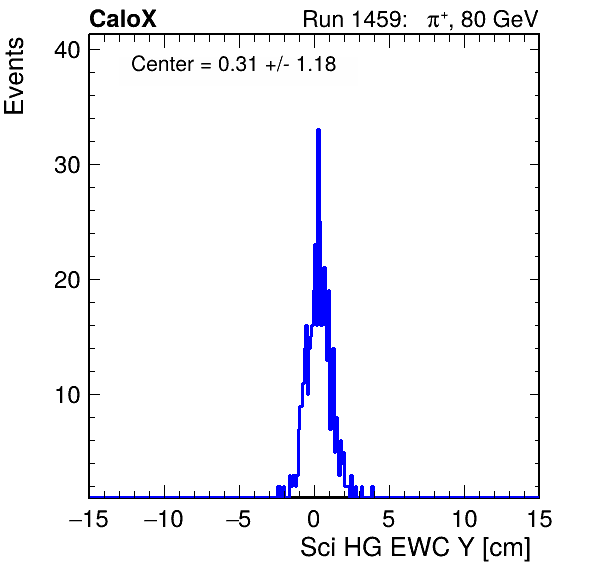 CaloX Run 1459: π⁺, 80 GeV
Center = 0.31 +/- 1.18
Events
40
30
20
10
−15 −10 −5 0 5 10 15
Sci HG EWC Y [cm]